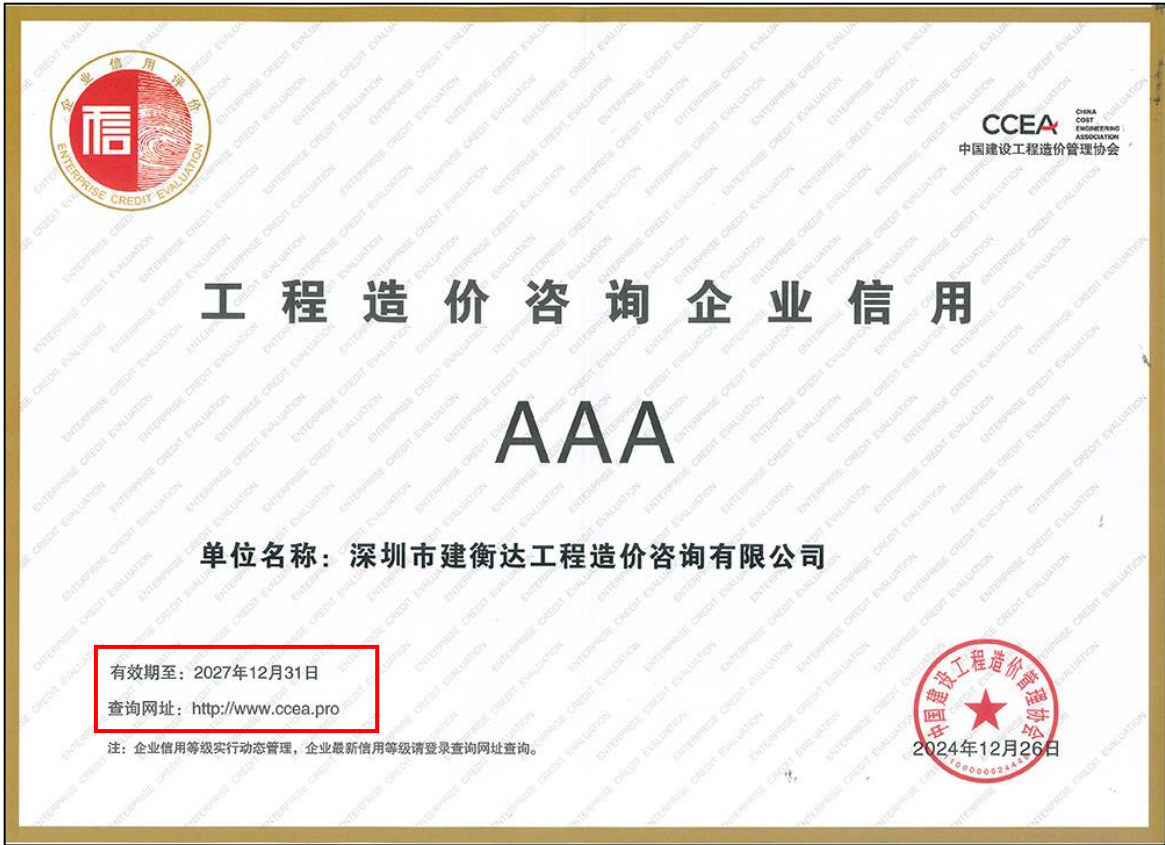 企业信用评价
信
ENTERPRISE CREDIT EVALUATION
CCEA
CHINA
COST
ENGINEERING
ASSOCIATION
中国建设工程造价管理协会
工程造价咨询企业信用
AAA
单位名称：深圳市建衡达工程造价咨询有限公司
有效期至：2027年12月31日
查询网址：http://www.ccea.pro
注：企业信用等级实行动态管理，企业最新信用等级请登录查询网址查询。
中国建设工程造价管理协会
2024年12月26日